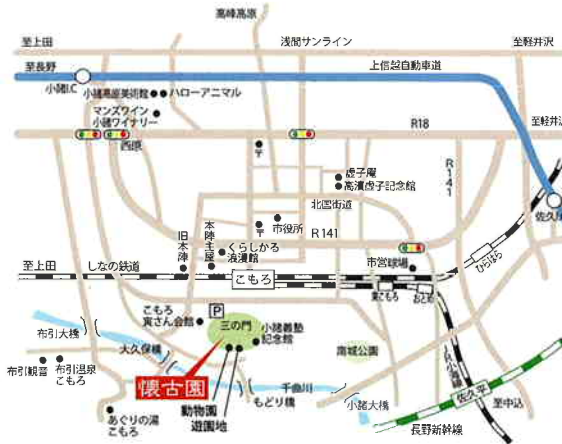 高峰高原
至上田
浅間サンライン
至軽井沢
至長野
上信越自動車道
小諸I.C
小諸高原美術館
ハローアニマル
マンズワイン
小諸ワイナリー
西原
R18
至軽井沢
〒
虚子庵
高濱虚子記念館
R141
北国街道
佐久I.C
旧本陣
本陣主屋
〒
市役所
くらしかる
浪漫館
R141
市営球場
ひらはら
至上田
しなの鉄道
こもろ
東こもろ
おとめ
こもろ
寅さん会館
P
三の門
小諸義塾
記念館
南城公園
JR小海線
布引大橋
大久保橋
布引観音
布引温泉
こもろ
懐古園
動物園
遊園地
もどり橋
千曲川
小諸大橋
佐久平
至中込
長野新幹線
あぐりの湯
こもろ